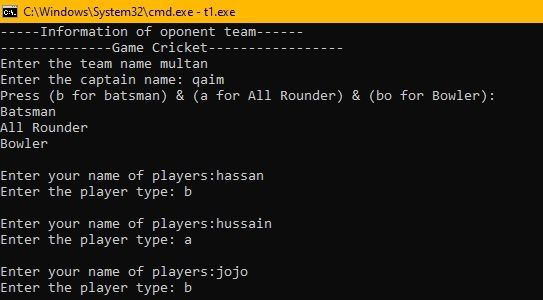 C:\Windows\System32\cmd.exe - t1.exe
-----Information of oponent team------
--------------Game Cricket-----------------
Enter the team name multan
Enter the captain name: qaim
Press (b for batsman) & (a for All Rounder) & (bo for Bowler):
Batsman
All Rounder
Bowler
Enter your name of players:hassan
Enter the player type: b
Enter your name of players:hussain
Enter the player type: a
Enter your name of players:jojo
Enter the player type: b